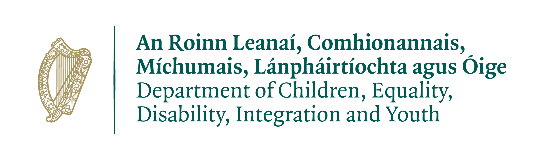 An Roinn Leanaí, Comhionannais,
Míchumais, Lánpháirtíochta agus Óige
Department of Children, Equality,
Disability, Integration and Youth